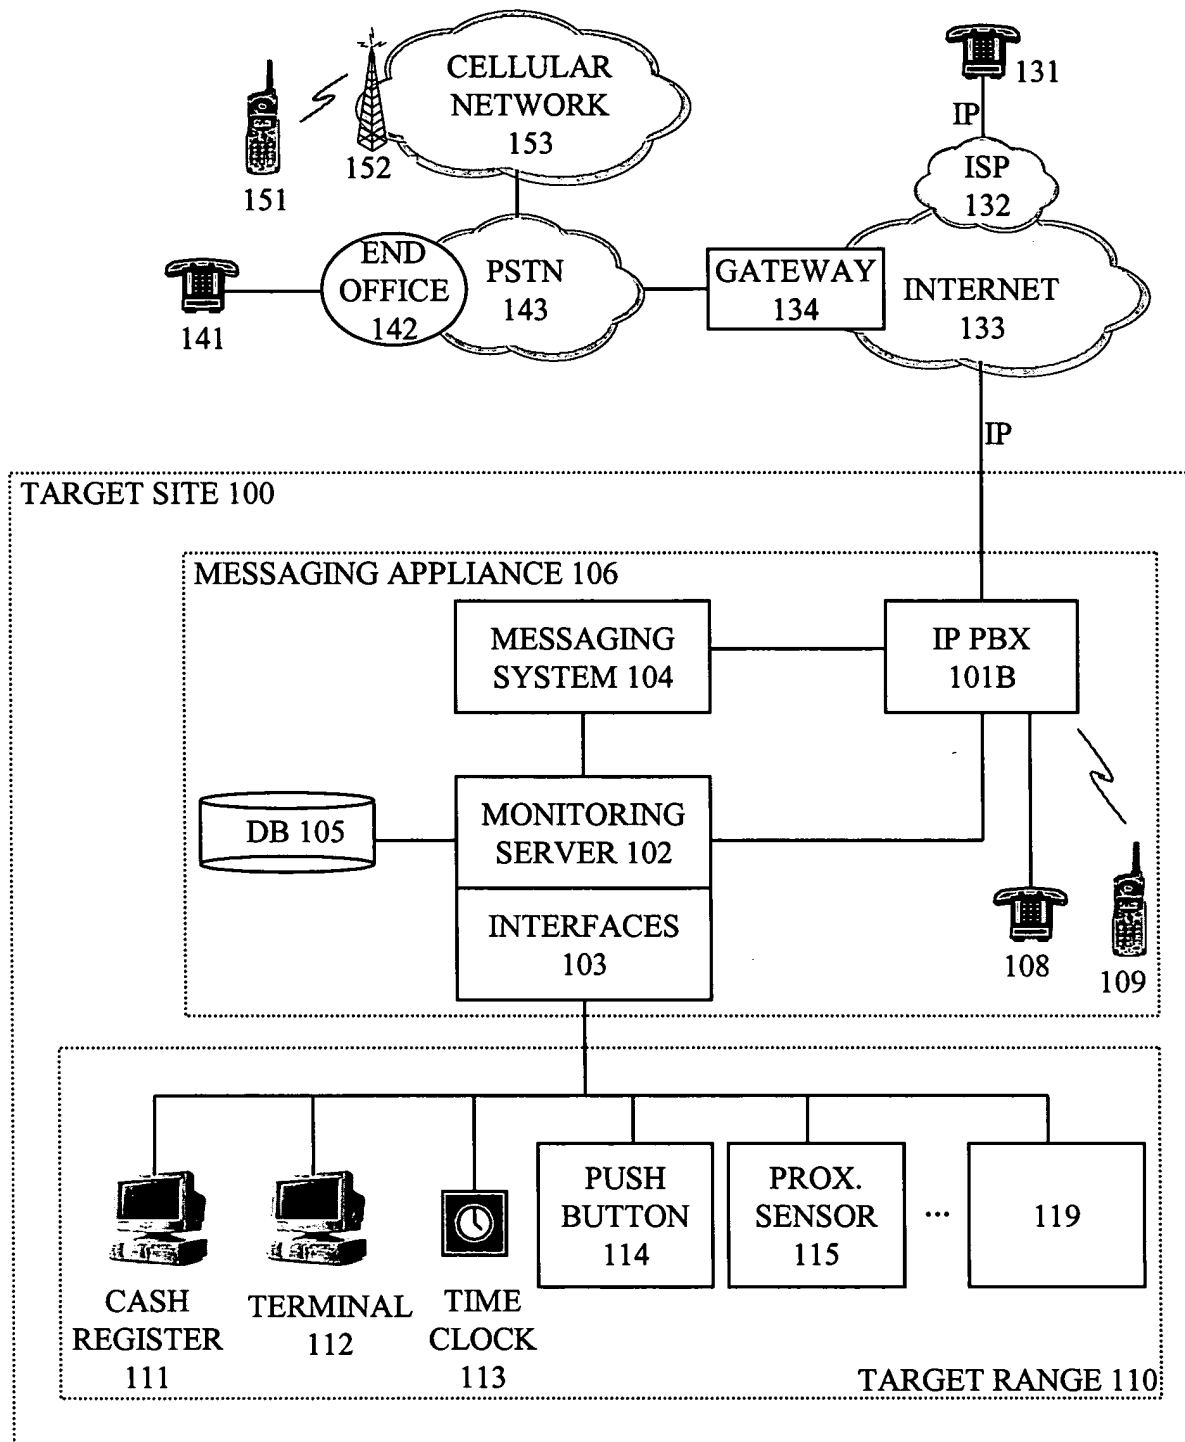 CELLULAR
NETWORK
153
152
151
131
IP
ISP
132
END
OFFICE
142
PSTN
143
GATEWAY
134
INTERNET
133
141
IP
TARGET SITE 100
MESSAGING APPLIANCE 106
MESSAGING
SYSTEM 104
IP PBX
101B
DB 105
MONITORING
SERVER 102
INTERFACES
103
108
109
CASH
REGISTER
111
TERMINAL
112
TIME
CLOCK
113
PUSH
BUTTON
114
PROX.
SENSOR
115
...
119
TARGET RANGE 110